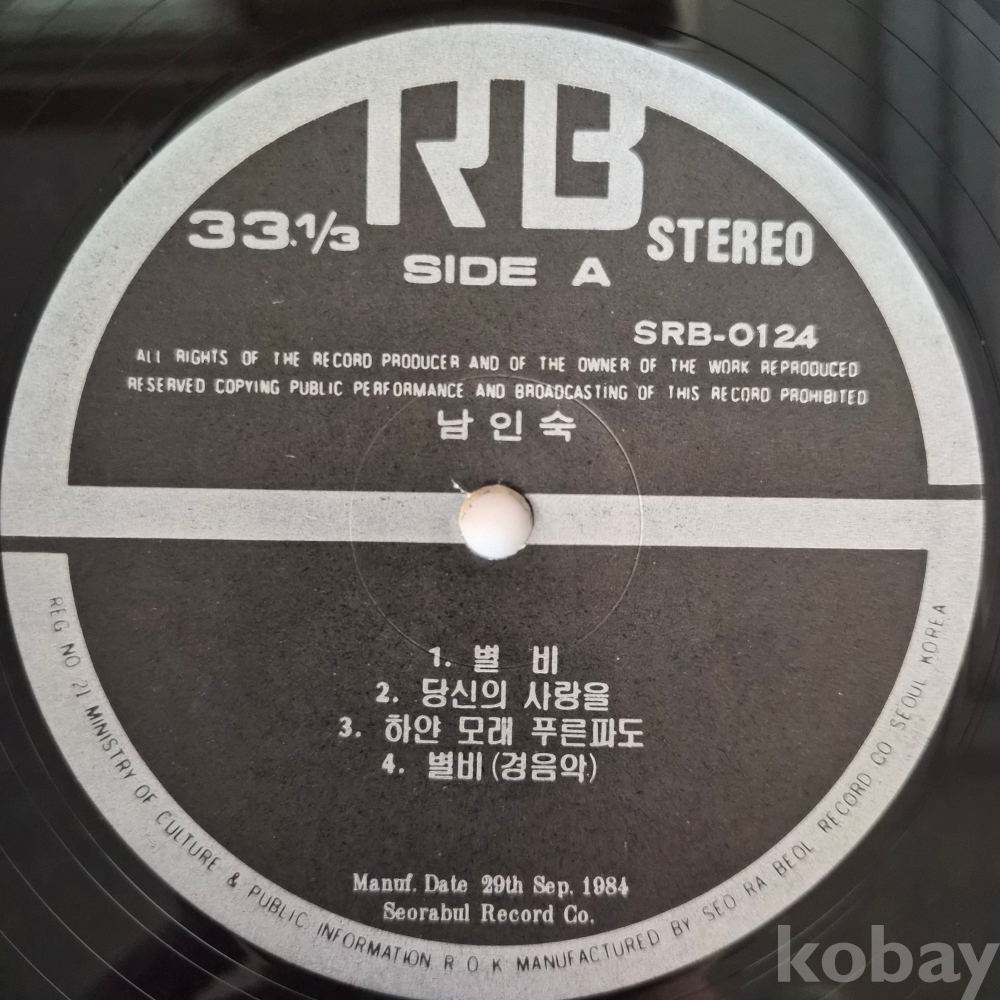 RB
33.1/3
STEREO
SIDE A
SRB-0124
ALL RIGHTS OF THE RECORD PRODUCER AND OF THE OWNER OF THE WORK REPRODUCED
RESERVED COPYING PUBLIC PERFORMANCE AND BROADCASTING OF THIS RECORD PROHIBITED
남인숙
1. 별 비
2. 당신의 사랑을
3. 하얀 모래 푸른파도
4. 별비(경음악)
Manuf. Date 29th Sep. 1984
Seorabul Record Co.
REG NO 21 MINISTRY OF CULTURE & PUBLIC INFORMATION R O K MANUFACTURED BY SEO RA BEOL RECORD CO SEOUL KOREA
kobay